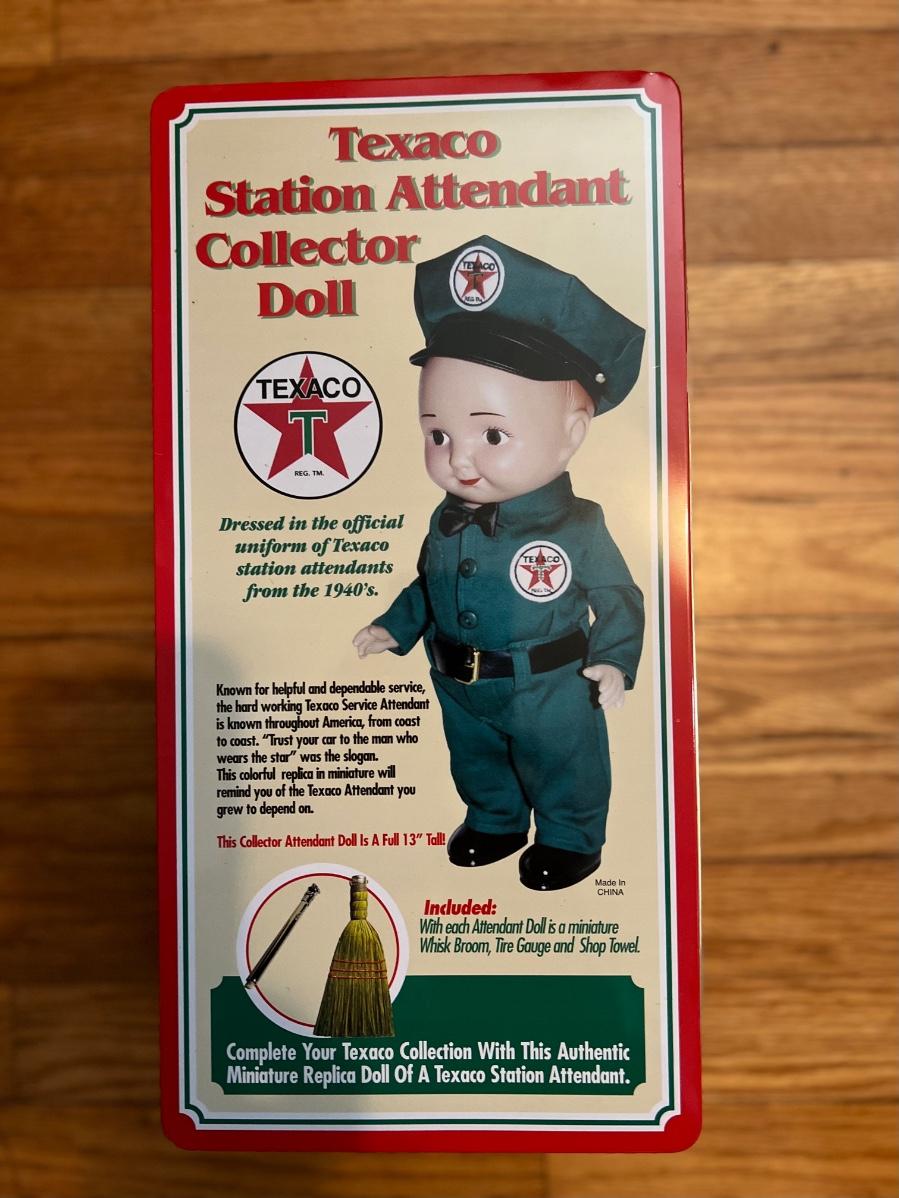 Texaco
Station Attendant
Collector
Doll
TEXACO
T
REG. TM.
TEXACO
T
REG. TM.
Dressed in the official
uniform of Texaco
station attendants
from the 1940's.
TEXACO
T
REG. TM.
Known for helpful and dependable service,
the hard working Texaco Service Attendant
is known throughout America, from coast
to coast. “Trust your car to the man who
wears the star” was the slogan.
This colorful replica in miniature will
remind you of the Texaco Attendant you
grew to depend on.
This Collector Attendant Doll Is A Full 13” Tall!
Made In
CHINA
Included:
With each Attendant Doll is a miniature
Whisk Broom, Tire Gauge and Shop Towel.
Complete Your Texaco Collection With This Authentic
Miniature Replica Doll Of A Texaco Station Attendant.